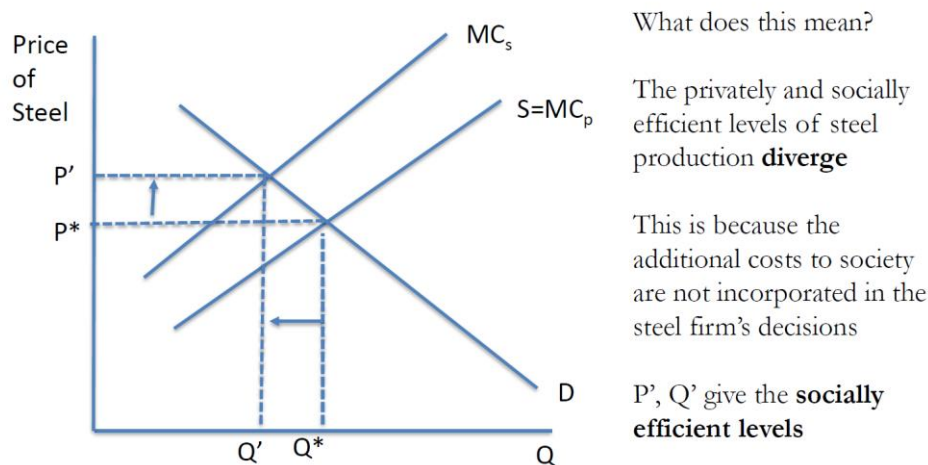 Price
of
Steel
MCₛ
S=MCₚ
P’
P*
D
Q’
Q*
Q
What does this mean?
The privately and socially
efficient levels of steel
production diverge
This is because the
additional costs to society
are not incorporated in the
steel firm’s decisions
P’, Q’ give the socially
efficient levels